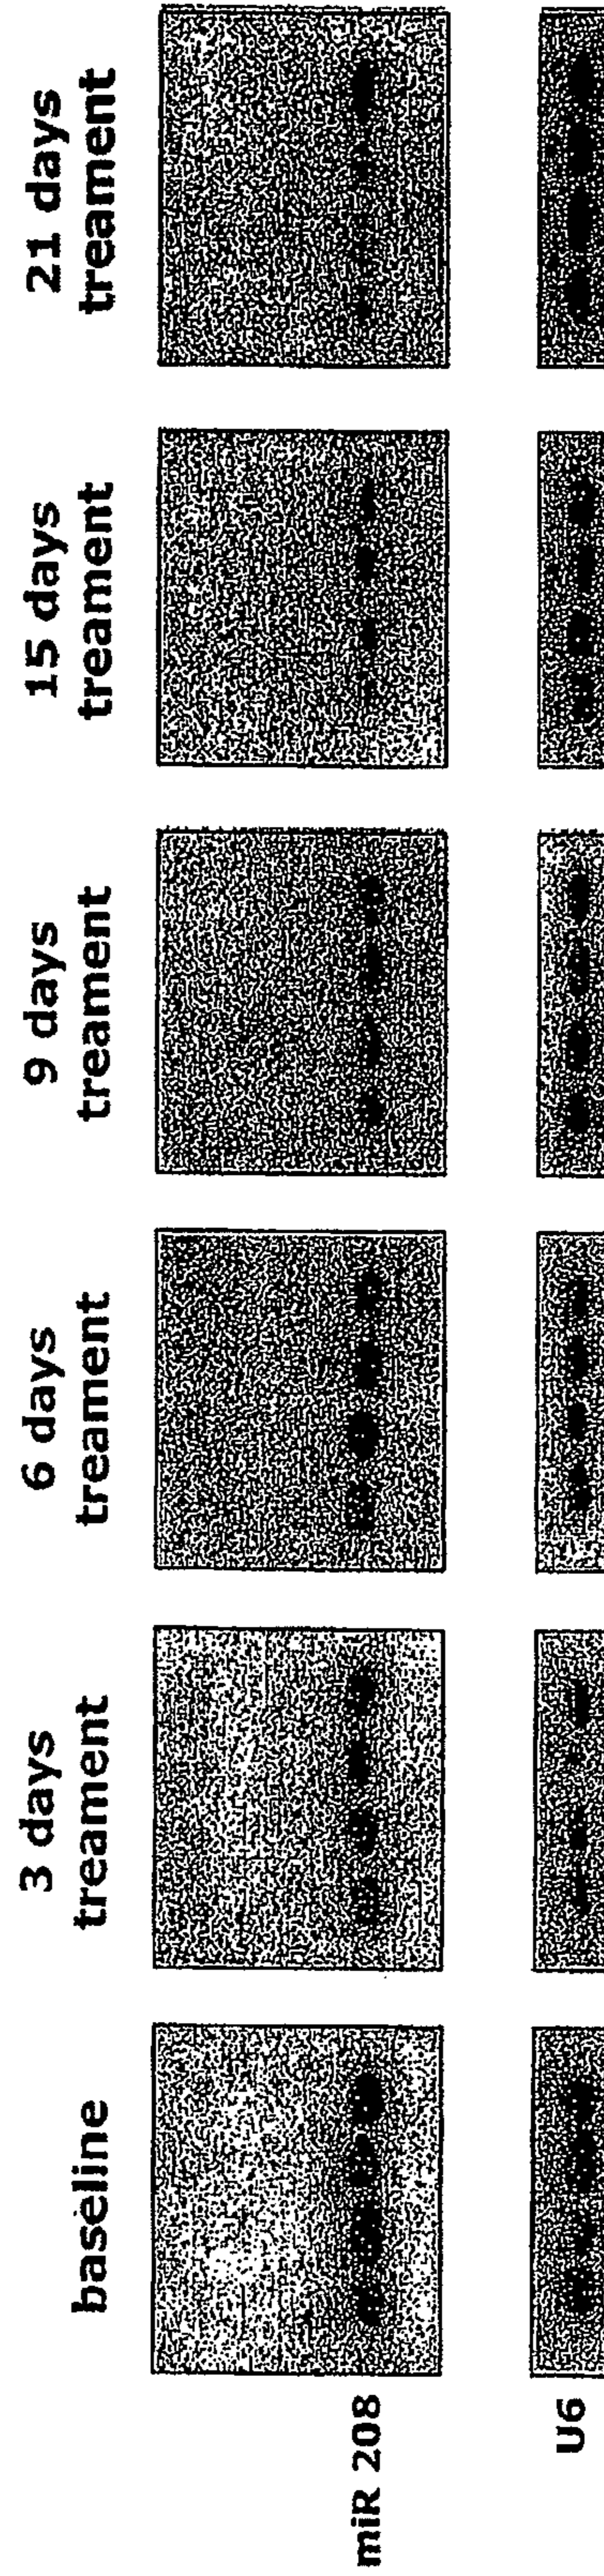 baseline
3 days
treament
6 days
treament
9 days
treament
15 days
treament
21 days
treament
miR 208
U6